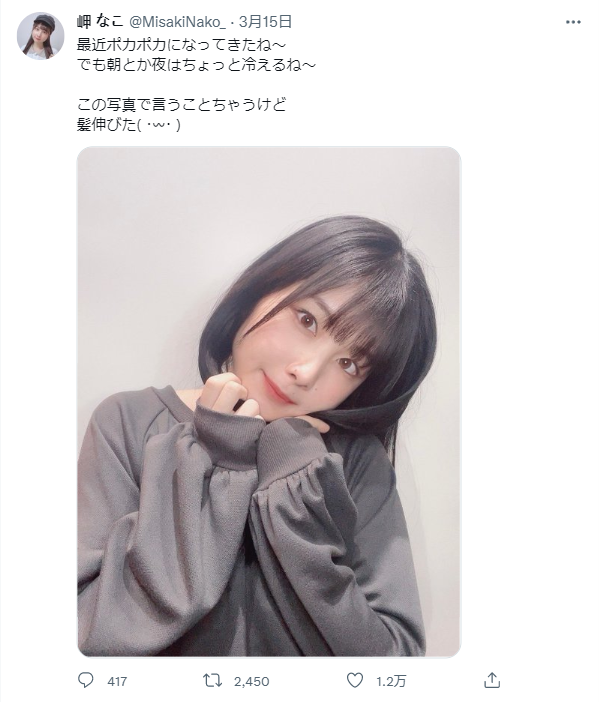 岬 なこ @MisakiNako_ · 3月15日
最近ポカポカになってきたね〜
でも朝とか夜はちょっと冷えるね〜
この写真で言うことちゃうけど
髪伸びた( ･〰･ )
417 2,450 1.2万